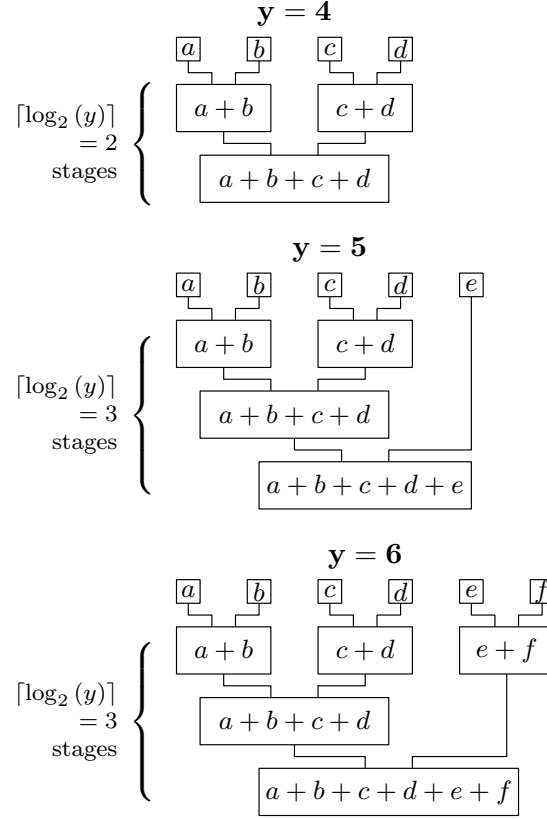 y = 4
a b c d
⌈log₂ (y)⌉
= 2
stages
a + b c + d
a + b + c + d
y = 5
a b c d e
⌈log₂ (y)⌉
= 3
stages
a + b c + d
a + b + c + d
a + b + c + d + e
y = 6
a b c d e f
⌈log₂ (y)⌉
= 3
stages
a + b c + d e + f
a + b + c + d
a + b + c + d + e + f